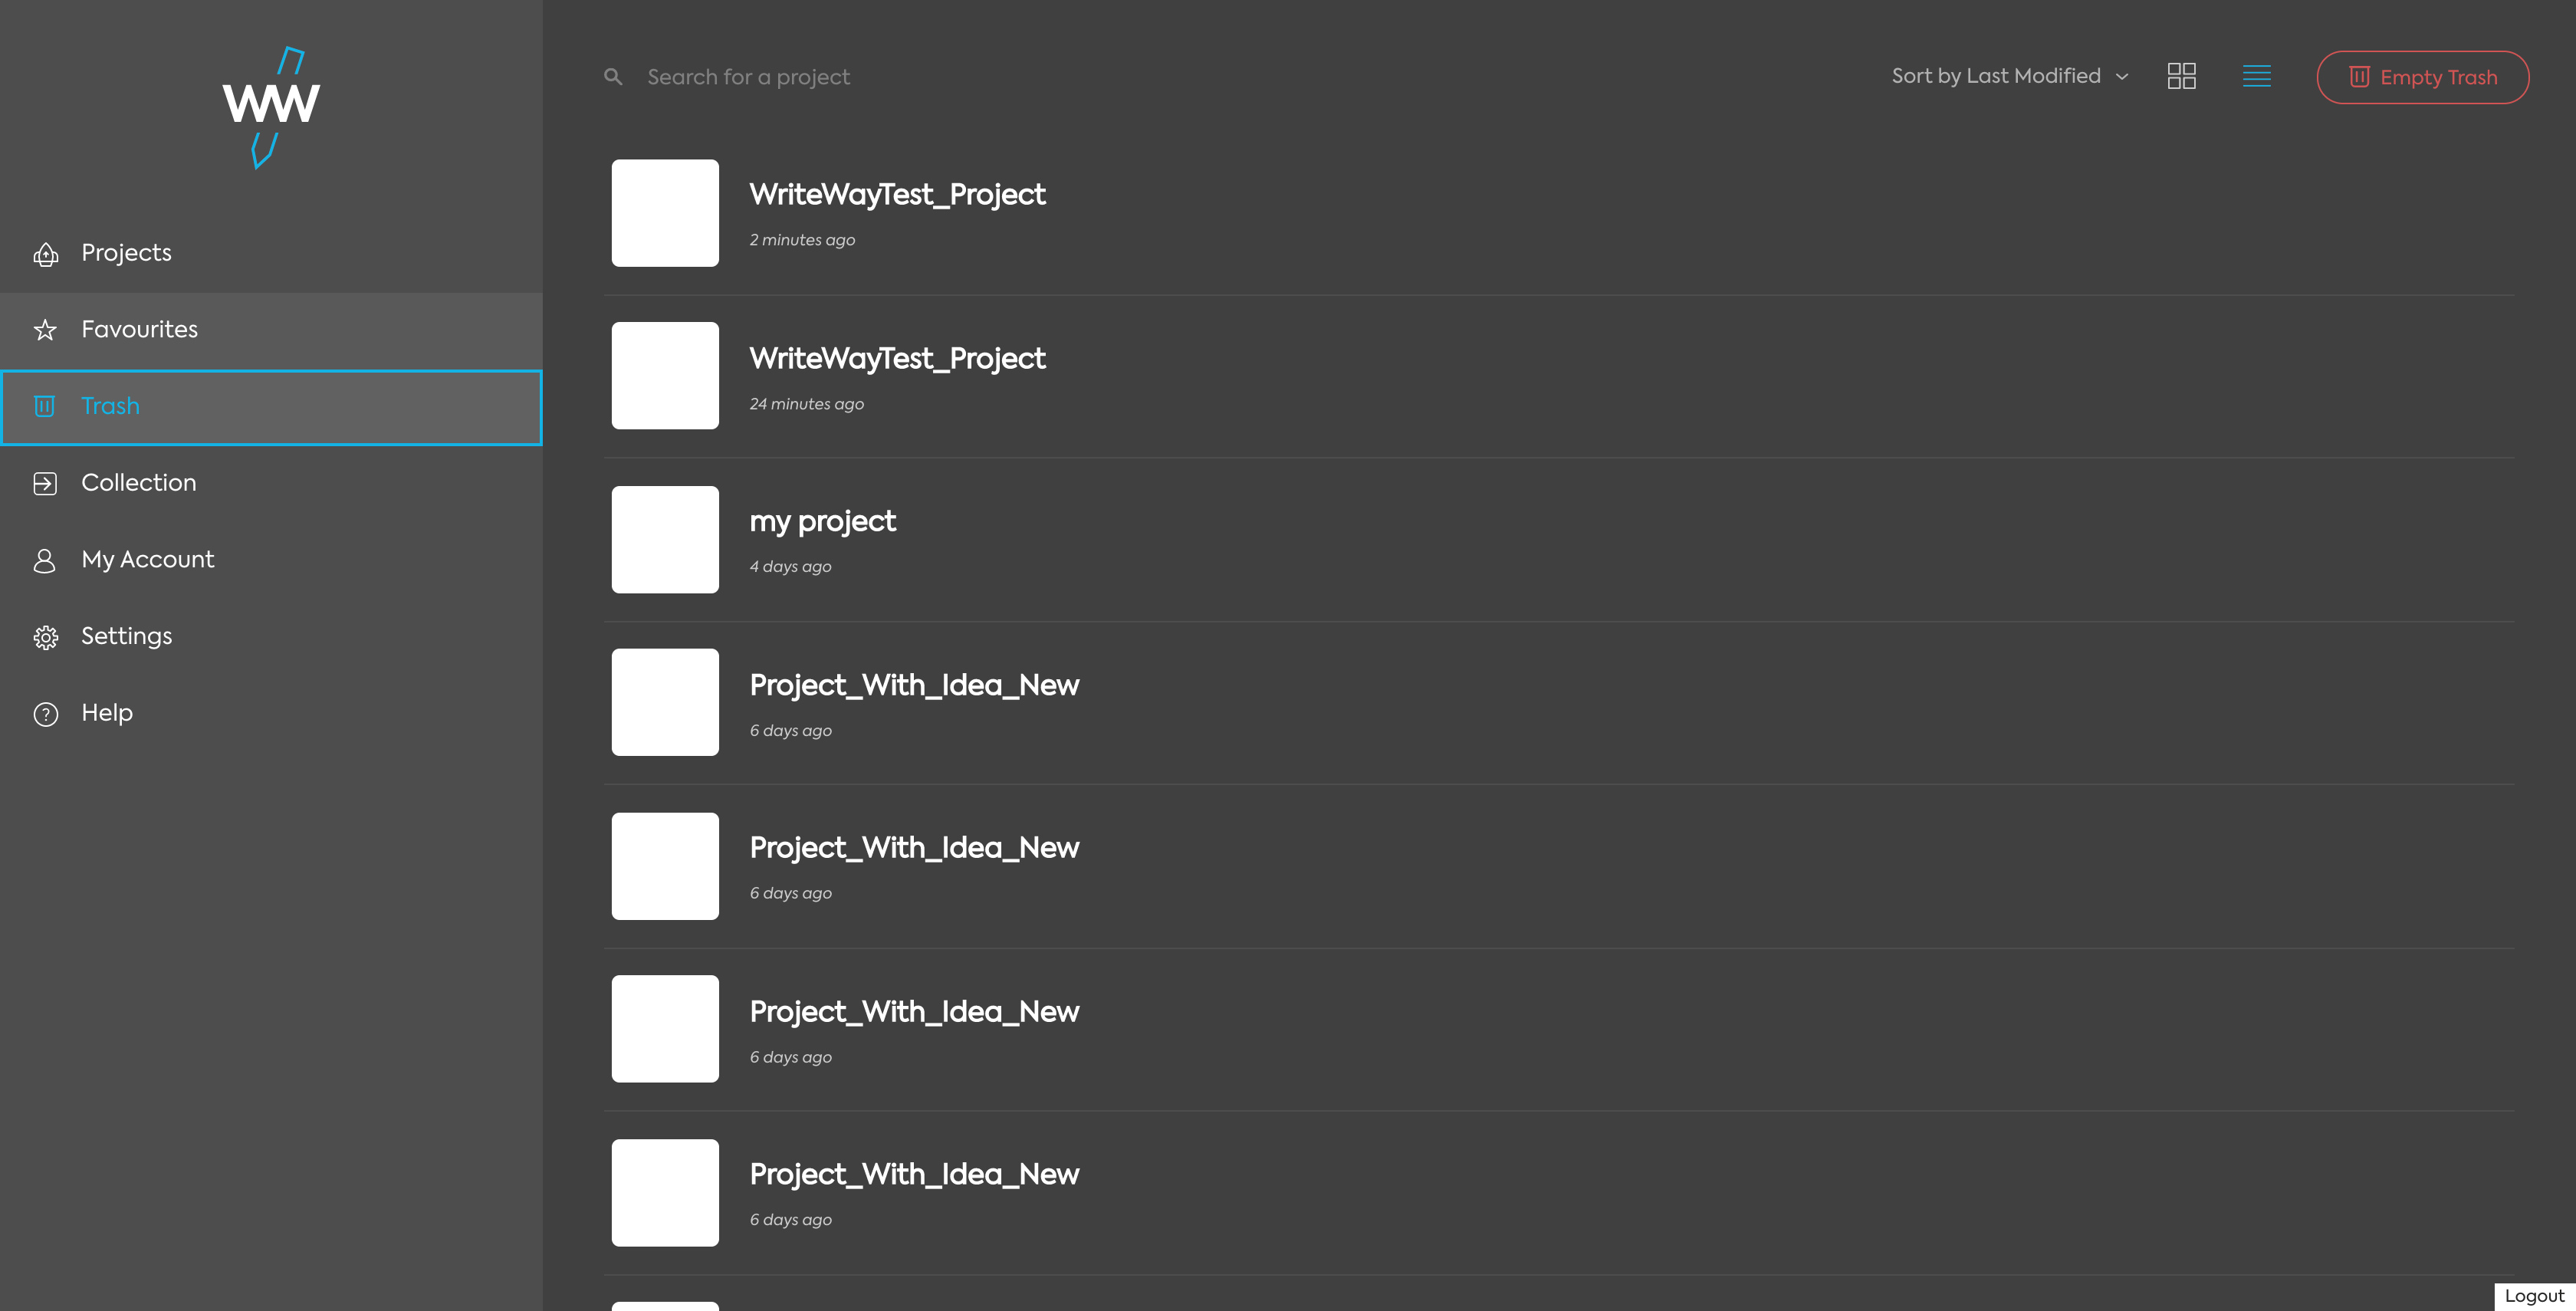 WW
Projects
Favourites
Trash
Collection
My Account
Settings
Help
Search for a project
Sort by Last Modified
Empty Trash
WriteWayTest_Project
2 minutes ago
WriteWayTest_Project
24 minutes ago
my project
4 days ago
Project_With_Idea_New
6 days ago
Project_With_Idea_New
6 days ago
Project_With_Idea_New
6 days ago
Project_With_Idea_New
6 days ago
Logout